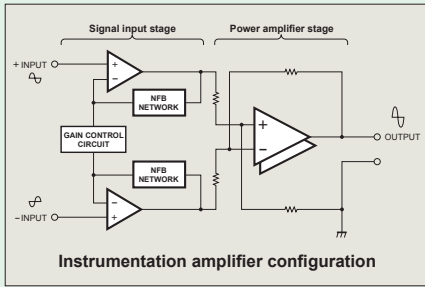 Signal input stage
Power amplifier stage
+ INPUT
+
−
NFB
NETWORK
GAIN CONTROL
CIRCUIT
NFB
NETWORK
−
+
− INPUT
+
−
OUTPUT
Instrumentation amplifier configuration